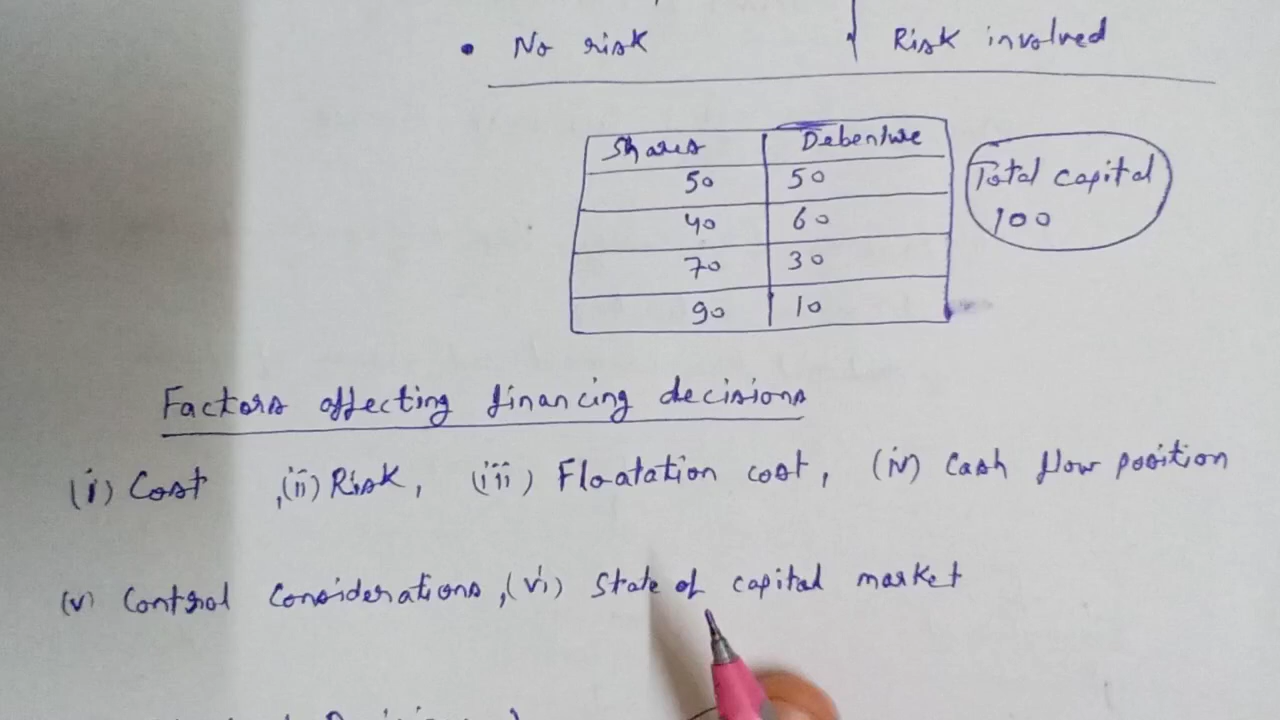 • No risk Risk involved
Shares Debenture
50 50
40 60
70 30
90 10
Total capital
100
Factors affecting financing decisions
(i) Cost ,(ii) Risk, (iii) Floatation cost, (iv) Cash flow position
(v) Control Considerations, (vi) State of capital market